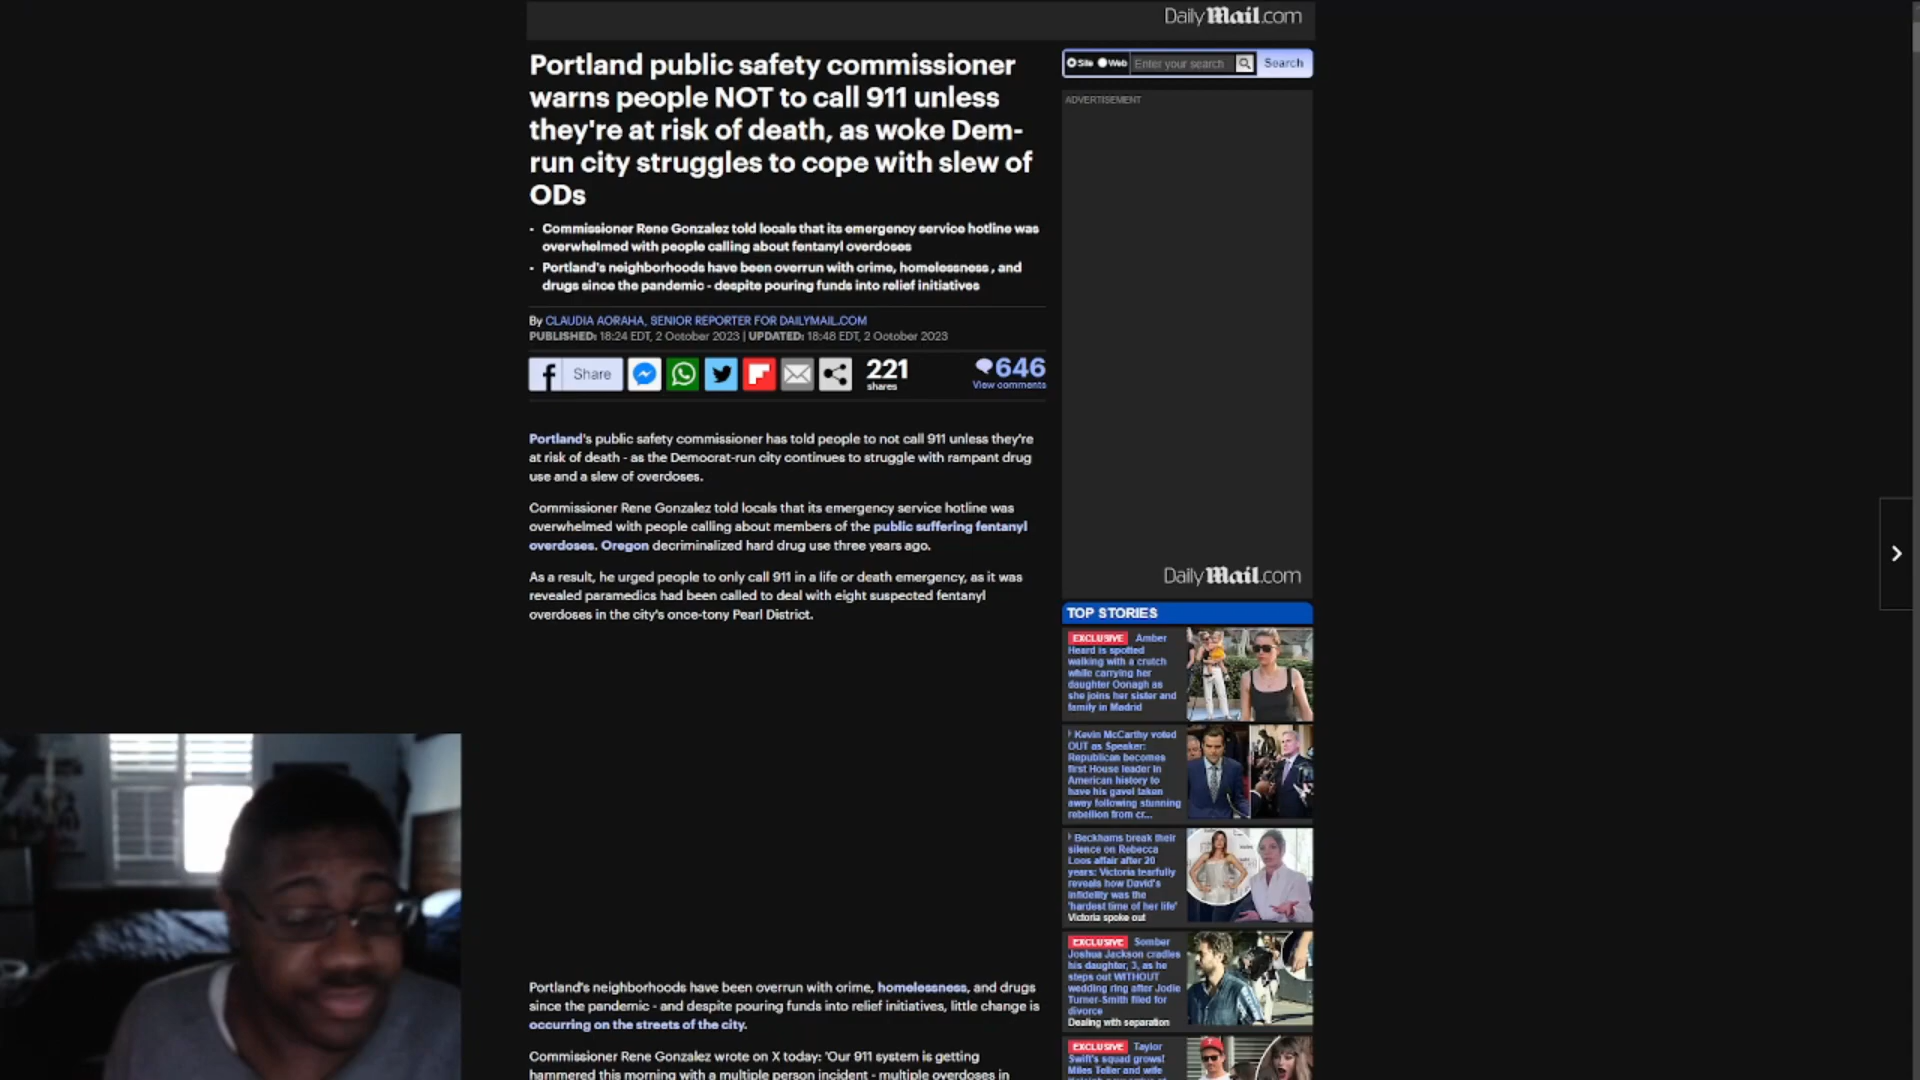 DailyMail.com
Portland public safety commissioner
warns people NOT to call 911 unless
they're at risk of death, as woke Dem-
run city struggles to cope with slew of
ODs
- Commissioner Rene Gonzalez told locals that its emergency service hotline was
overwhelmed with people calling about fentanyl overdoses
- Portland's neighborhoods have been overrun with crime, homelessness , and
drugs since the pandemic - despite pouring funds into relief initiatives
By CLAUDIA AORAHA, SENIOR REPORTER FOR DAILYMAIL.COM
PUBLISHED: 18:24 EDT, 2 October 2023 | UPDATED: 18:48 EDT, 2 October 2023
Share
221
shares
646
View comments
Portland's public safety commissioner has told people to not call 911 unless they're
at risk of death - as the Democrat-run city continues to struggle with rampant drug
use and a slew of overdoses.
Commissioner Rene Gonzalez told locals that its emergency service hotline was
overwhelmed with people calling about members of the public suffering fentanyl
overdoses. Oregon decriminalized hard drug use three years ago.
As a result, he urged people to only call 911 in a life or death emergency, as it was
revealed paramedics had been called to deal with eight suspected fentanyl
overdoses in the city's once-tony Pearl District.
Portland's neighborhoods have been overrun with crime, homelessness, and drugs
since the pandemic - and despite pouring funds into relief initiatives, little change is
occurring on the streets of the city.
Commissioner Rene Gonzalez wrote on X today: 'Our 911 system is getting
hammered this morning with a multiple person incident - multiple overdoses in
Site Web Enter your search Search
ADVERTISEMENT
DailyMail.com
TOP STORIES
EXCLUSIVE Amber
Heard is spotted
walking with a crutch
while carrying her
daughter Oonagh as
she joins her sister and
family in Madrid
Kevin McCarthy voted
OUT as Speaker:
Republican becomes
first House leader in
American history to
have his gavel taken
away following stunning
rebellion from cr...
Beckhams break their
silence on Rebecca
Loos affair after 20
years: Victoria tearfully
reveals how David's
infidelity was the
'hardest time of her life'
Victoria spoke out
EXCLUSIVE Somber
Joshua Jackson cradles
his daughter, 3, as he
steps out WITHOUT
wedding ring after Jodie
Turner-Smith filed for
divorce
Dealing with separation
EXCLUSIVE Taylor
Swift's squad grows!
Miles Teller and wife